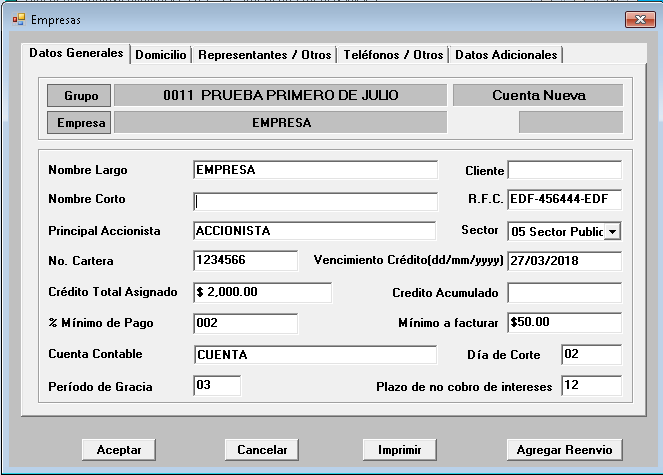 Empresas
Datos Generales Domicilio Representantes / Otros Teléfonos / Otros Datos Adicionales
Grupo 0011 PRUEBA PRIMERO DE JULIO Cuenta Nueva
Empresa EMPRESA
Nombre Largo EMPRESA Cliente
Nombre Corto R.F.C. EDF-456444-EDF
Principal Accionista ACCIONISTA Sector 05 Sector Public
No. Cartera 1234566 Vencimiento Crédito(dd/mm/yyyy) 27/03/2018
Crédito Total Asignado $ 2,000.00 Credito Acumulado
% Mínimo de Pago 002 Mínimo a facturar $50.00
Cuenta Contable CUENTA Día de Corte 02
Período de Gracia 03 Plazo de no cobro de intereses 12
Aceptar Cancelar Imprimir Agregar Reenvio